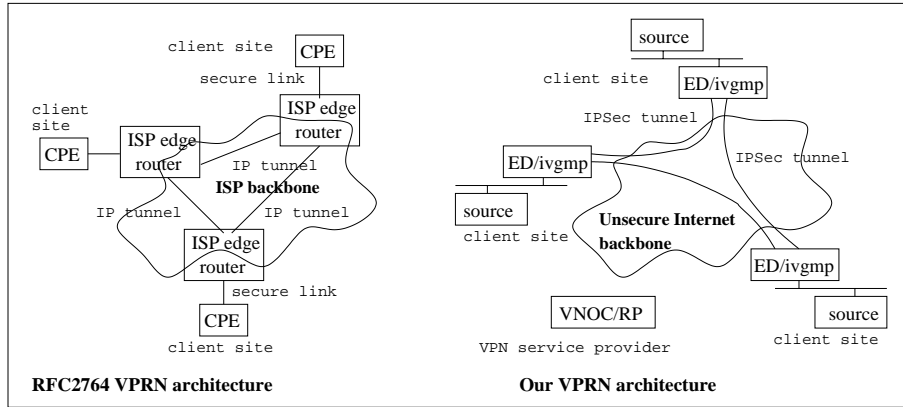 client site
CPE
secure link
client
site
ISP edge
router
CPE
ISP edge
router
IP tunnel
ISP backbone
IP tunnel
IP tunnel
ISP edge
router
secure link
CPE
client site
RFC2764 VPRN architecture
source
client site
ED/ivgmp
IPSec tunnel
ED/ivgmp
IPSec tunnel
source
client site
Unsecure Internet
backbone
ED/ivgmp
source
client site
VNOC/RP
VPN service provider
Our VPRN architecture